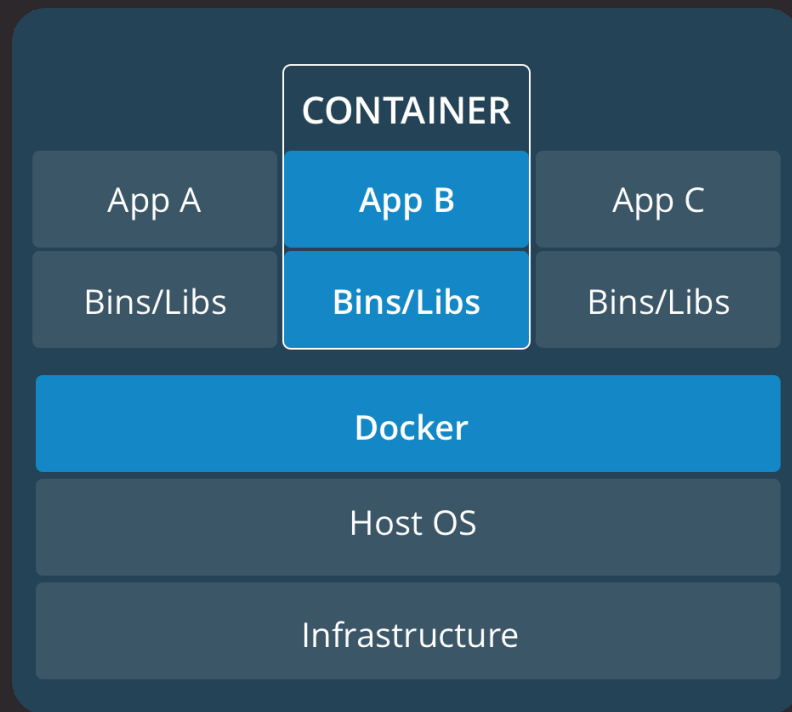 CONTAINER
App A
App B
App C
Bins/Libs
Bins/Libs
Bins/Libs
Docker
Host OS
Infrastructure